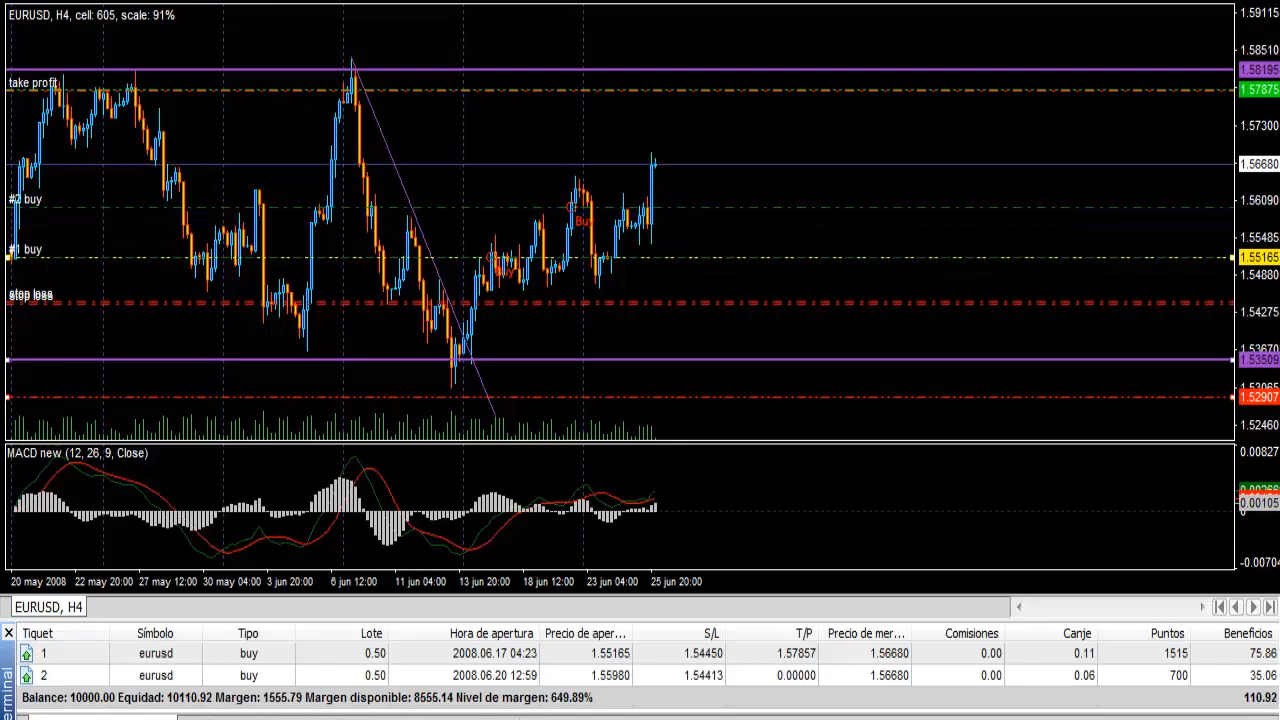 EURUSD, H4, cell: 605, scale: 91%
1.59115
1.58510
1.58195
take profit
1.57875
1.57300
1.56680
#2 buy
1.56090
Buy
1.55485
#1 buy
1.55165
Buy
1.54880
stop loss
1.54275
1.53670
1.53509
1.53065
1.52907
1.52460
MACD new (12, 26, 9, Close)
0.00827
0.00266
0.00105
-0.00704
20 may 2008 22 may 20:00 27 may 12:00 30 may 04:00 3 jun 20:00 6 jun 12:00 11 jun 04:00 13 jun 20:00 18 jun 12:00 23 jun 04:00 25 jun 20:00
EURUSD, H4
Tiquet Símbolo Tipo Lote Hora de apertura Precio de aper... S/L T/P Precio de mer... Comisiones Canje Puntos Beneficios
1 eurusd buy 0.50 2008.06.17 04:23 1.55165 1.54450 1.57857 1.56680 0.00 0.11 1515 75.86
2 eurusd buy 0.50 2008.06.20 12:59 1.55980 1.54413 0.00000 1.56680 0.00 0.06 700 35.06
Balance: 10000.00 Equidad: 10110.92 Margen: 1555.79 Margen disponible: 8555.14 Nivel de margen: 649.89% 110.92